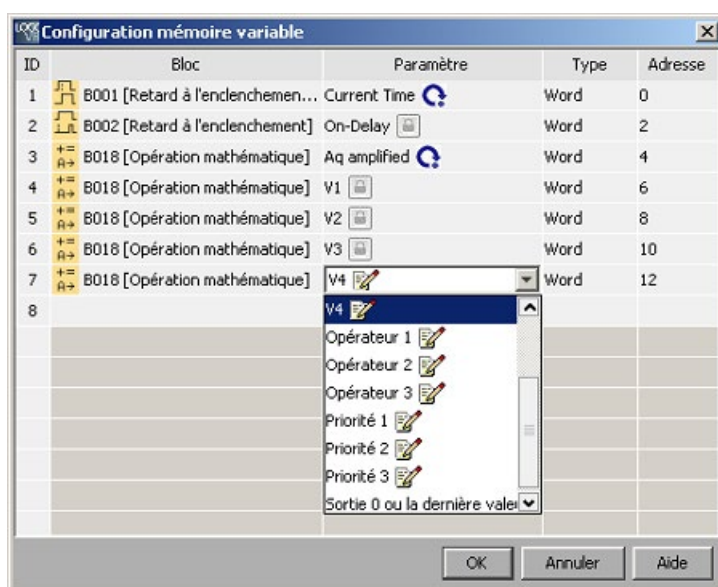 Configuration mémoire variable
ID Bloc Paramètre Type Adresse
1 B001 [Retard à l'enclenchemen... Current Time Word 0
2 B002 [Retard à l'enclenchement] On-Delay Word 2
3 B018 [Opération mathématique] Aq amplified Word 4
4 B018 [Opération mathématique] V1 Word 6
5 B018 [Opération mathématique] V2 Word 8
6 B018 [Opération mathématique] V3 Word 10
7 B018 [Opération mathématique] V4 Word 12
8
V4
Opérateur 1
Opérateur 2
Opérateur 3
Priorité 1
Priorité 2
Priorité 3
Sortie 0 ou la dernière vale
OK Annuler Aide